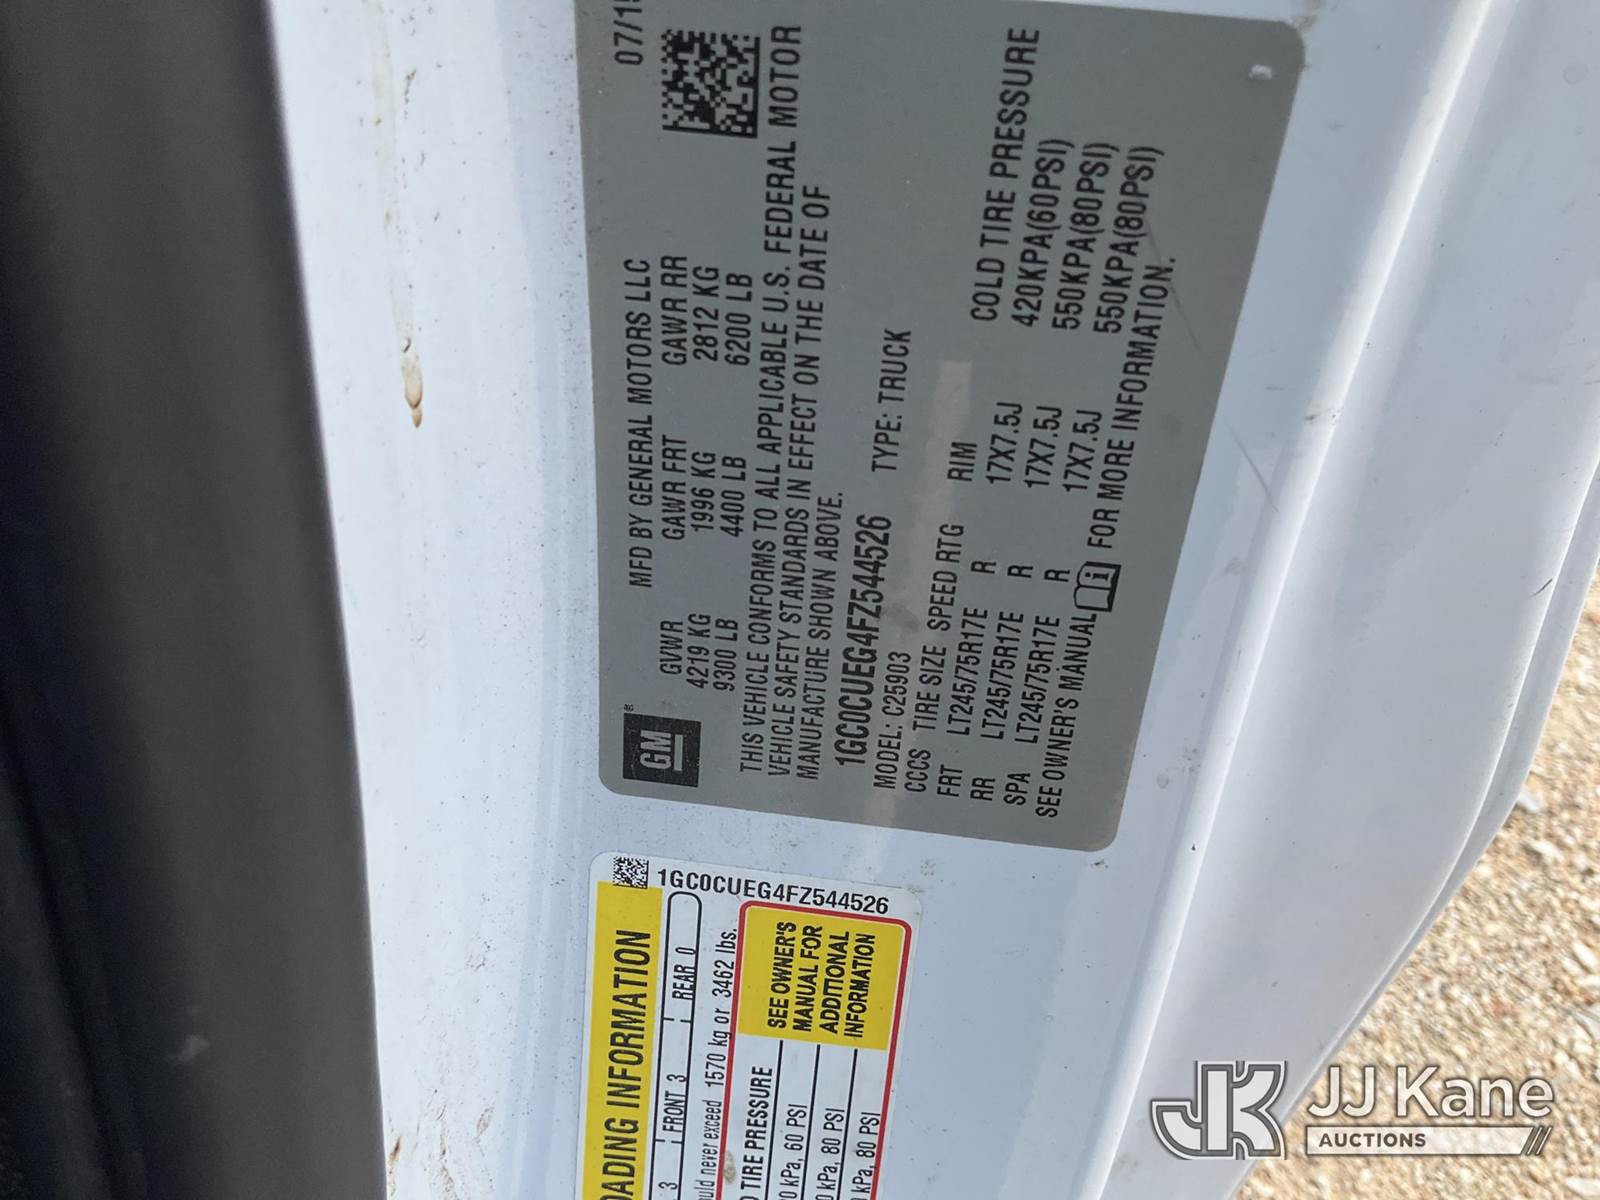 MFD BY GENERAL MOTORS LLC 07/15
GM
GVWR GAWR FRT GAWR RR
4219 KG 1996 KG 2812 KG
9300 LB 4400 LB 6200 LB
THIS VEHICLE CONFORMS TO ALL APPLICABLE U.S. FEDERAL MOTOR
VEHICLE SAFETY STANDARDS IN EFFECT ON THE DATE OF
MANUFACTURE SHOWN ABOVE.
1GC0CUEG4FZ544526 TYPE: TRUCK
MODEL: C25903
CCCS TIRE SIZE SPEED RTG RIM COLD TIRE PRESSURE
FRT LT245/75R17E R 17X7.5J 420KPA(60PSI)
RR LT245/75R17E R 17X7.5J 550KPA(80PSI)
SPA LT245/75R17E R 17X7.5J 550KPA(80PSI)
SEE OWNER'S MANUAL FOR MORE INFORMATION.
1GC0CUEG4FZ544526
OADING INFORMATION
3 FRONT 3 REAR 0
never exceed 1570 kg or 3462 lbs.
TIRE PRESSURE
kPa, 60 PSI
kPa, 80 PSI
kPa, 80 PSI
SEE OWNER'S
MANUAL FOR
ADDITIONAL
INFORMATION
JK JJ Kane
AUCTIONS